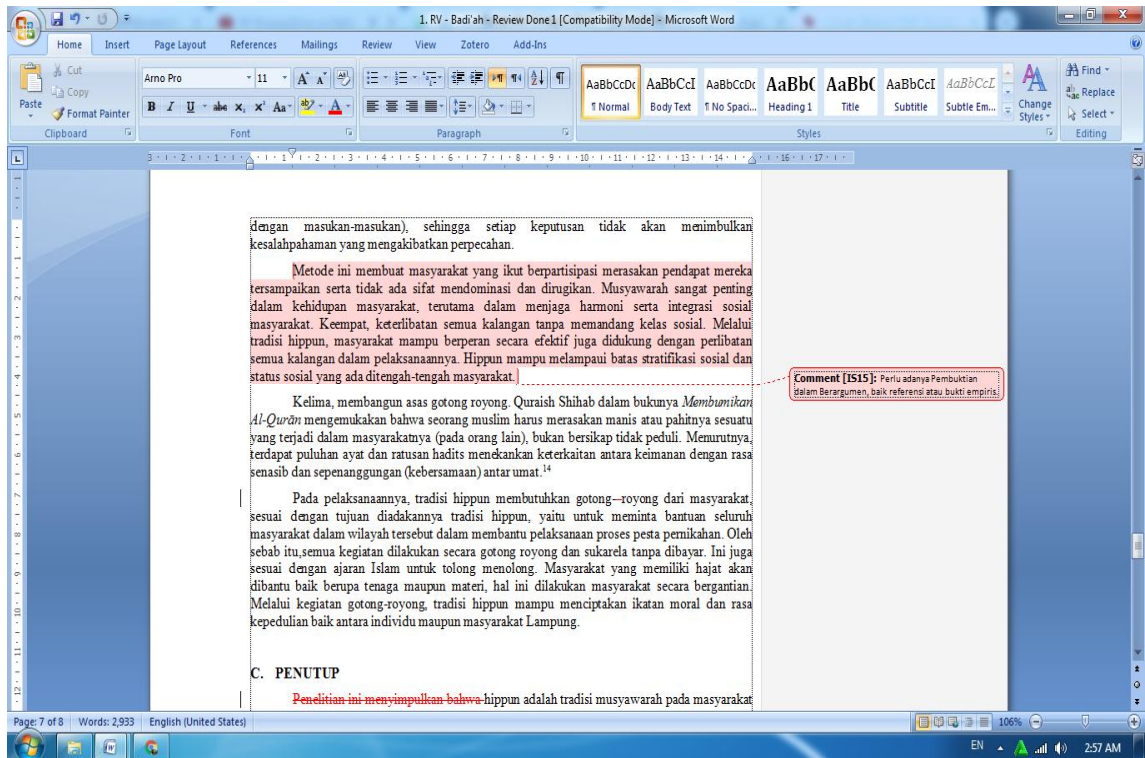 1. RV - Badi'ah - Review Done 1 [Compatibility Mode] - Microsoft Word
Home Insert Page Layout References Mailings Review View Zotero Add-Ins
Paste
Cut
Copy
Format Painter
Clipboard
Arno Pro 11
Font
Paragraph
AaBbCcDc AaBbCcI AaBbCcDc AaBb( AaBb( AaBbCcI AaBbCcL
¶ Normal Body Text ¶ No Spaci... Heading 1 Title Subtitle Subtle Em...
Change Styles
Styles
Find
Replace
Select
Editing
dengan masukan-masukan), sehingga setiap keputusan tidak akan menimbulkan
kesalahpahaman yang mengakibatkan perpecahan.
Metode ini membuat masyarakat yang ikut berpartisipasi merasakan pendapat mereka
tersampaikan serta tidak ada sifat mendominasi dan dirugikan. Musyawarah sangat penting
dalam kehidupan masyarakat, terutama dalam menjaga harmoni serta integrasi sosial
masyarakat. Keempat, keterlibatan semua kalangan tanpa memandang kelas sosial. Melalui
tradisi hippun, masyarakat mampu berperan secara efektif juga didukung dengan perlibatan
semua kalangan dalam pelaksanaannya. Hippun mampu melampaui batas stratifikasi sosial dan
status sosial yang ada ditengah-tengah masyarakat.
Comment [IS15]: Perlu adanya Pembuktian
dalam Berargumen, baik referensi atau bukti empiris.
Kelima, membangun asas gotong royong. Quraish Shihab dalam bukunya Membumikan
Al-Qurān mengemukakan bahwa seorang muslim harus merasakan manis atau pahitnya sesuatu
yang terjadi dalam masyarakatnya (pada orang lain), bukan bersikap tidak peduli. Menurutnya,
terdapat puluhan ayat dan ratusan hadits menekankan keterkaitan antara keimanan dengan rasa
senasib dan sepenanggungan (kebersamaan) antar umat.14
Pada pelaksanaannya, tradisi hippun membutuhkan gotong--royong dari masyarakat,
sesuai dengan tujuan diadakannya tradisi hippun, yaitu untuk meminta bantuan seluruh
masyarakat dalam wilayah tersebut dalam membantu pelaksanaan proses pesta pernikahan. Oleh
sebab itu,semua kegiatan dilakukan secara gotong royong dan sukarela tanpa dibayar. Ini juga
sesuai dengan ajaran Islam untuk tolong menolong. Masyarakat yang memiliki hajat akan
dibantu baik berupa tenaga maupun materi, hal ini dilakukan masyarakat secara bergantian.
Melalui kegiatan gotong-royong, tradisi hippun mampu menciptakan ikatan moral dan rasa
kepedulian baik antara individu maupun masyarakat Lampung.
C. PENUTUP
Penelitian ini menyimpulkan bahwa hippun adalah tradisi musyawarah pada masyarakat
Page: 7 of 8 Words: 2,933 English (United States) 106%
EN 2:57 AM